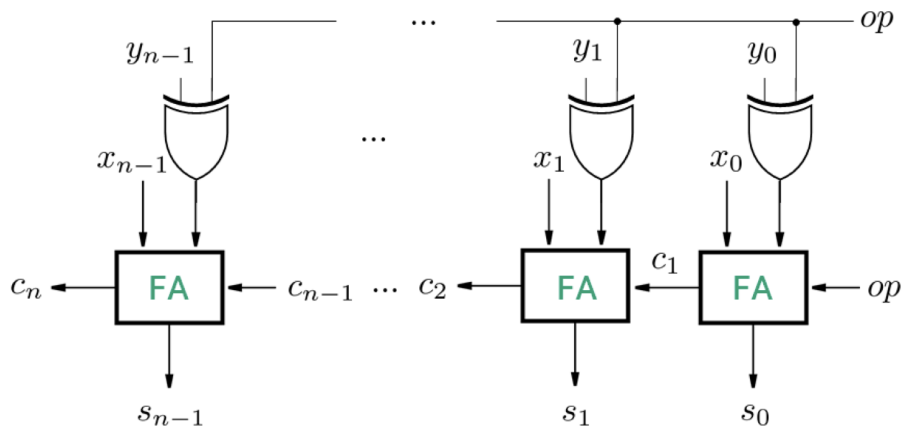 ... op
y_{n-1} y_1 y_0
...
x_{n-1} x_1 x_0
c_n FA c_{n-1} ... c_2 FA c_1 FA op
s_{n-1} s_1 s_0